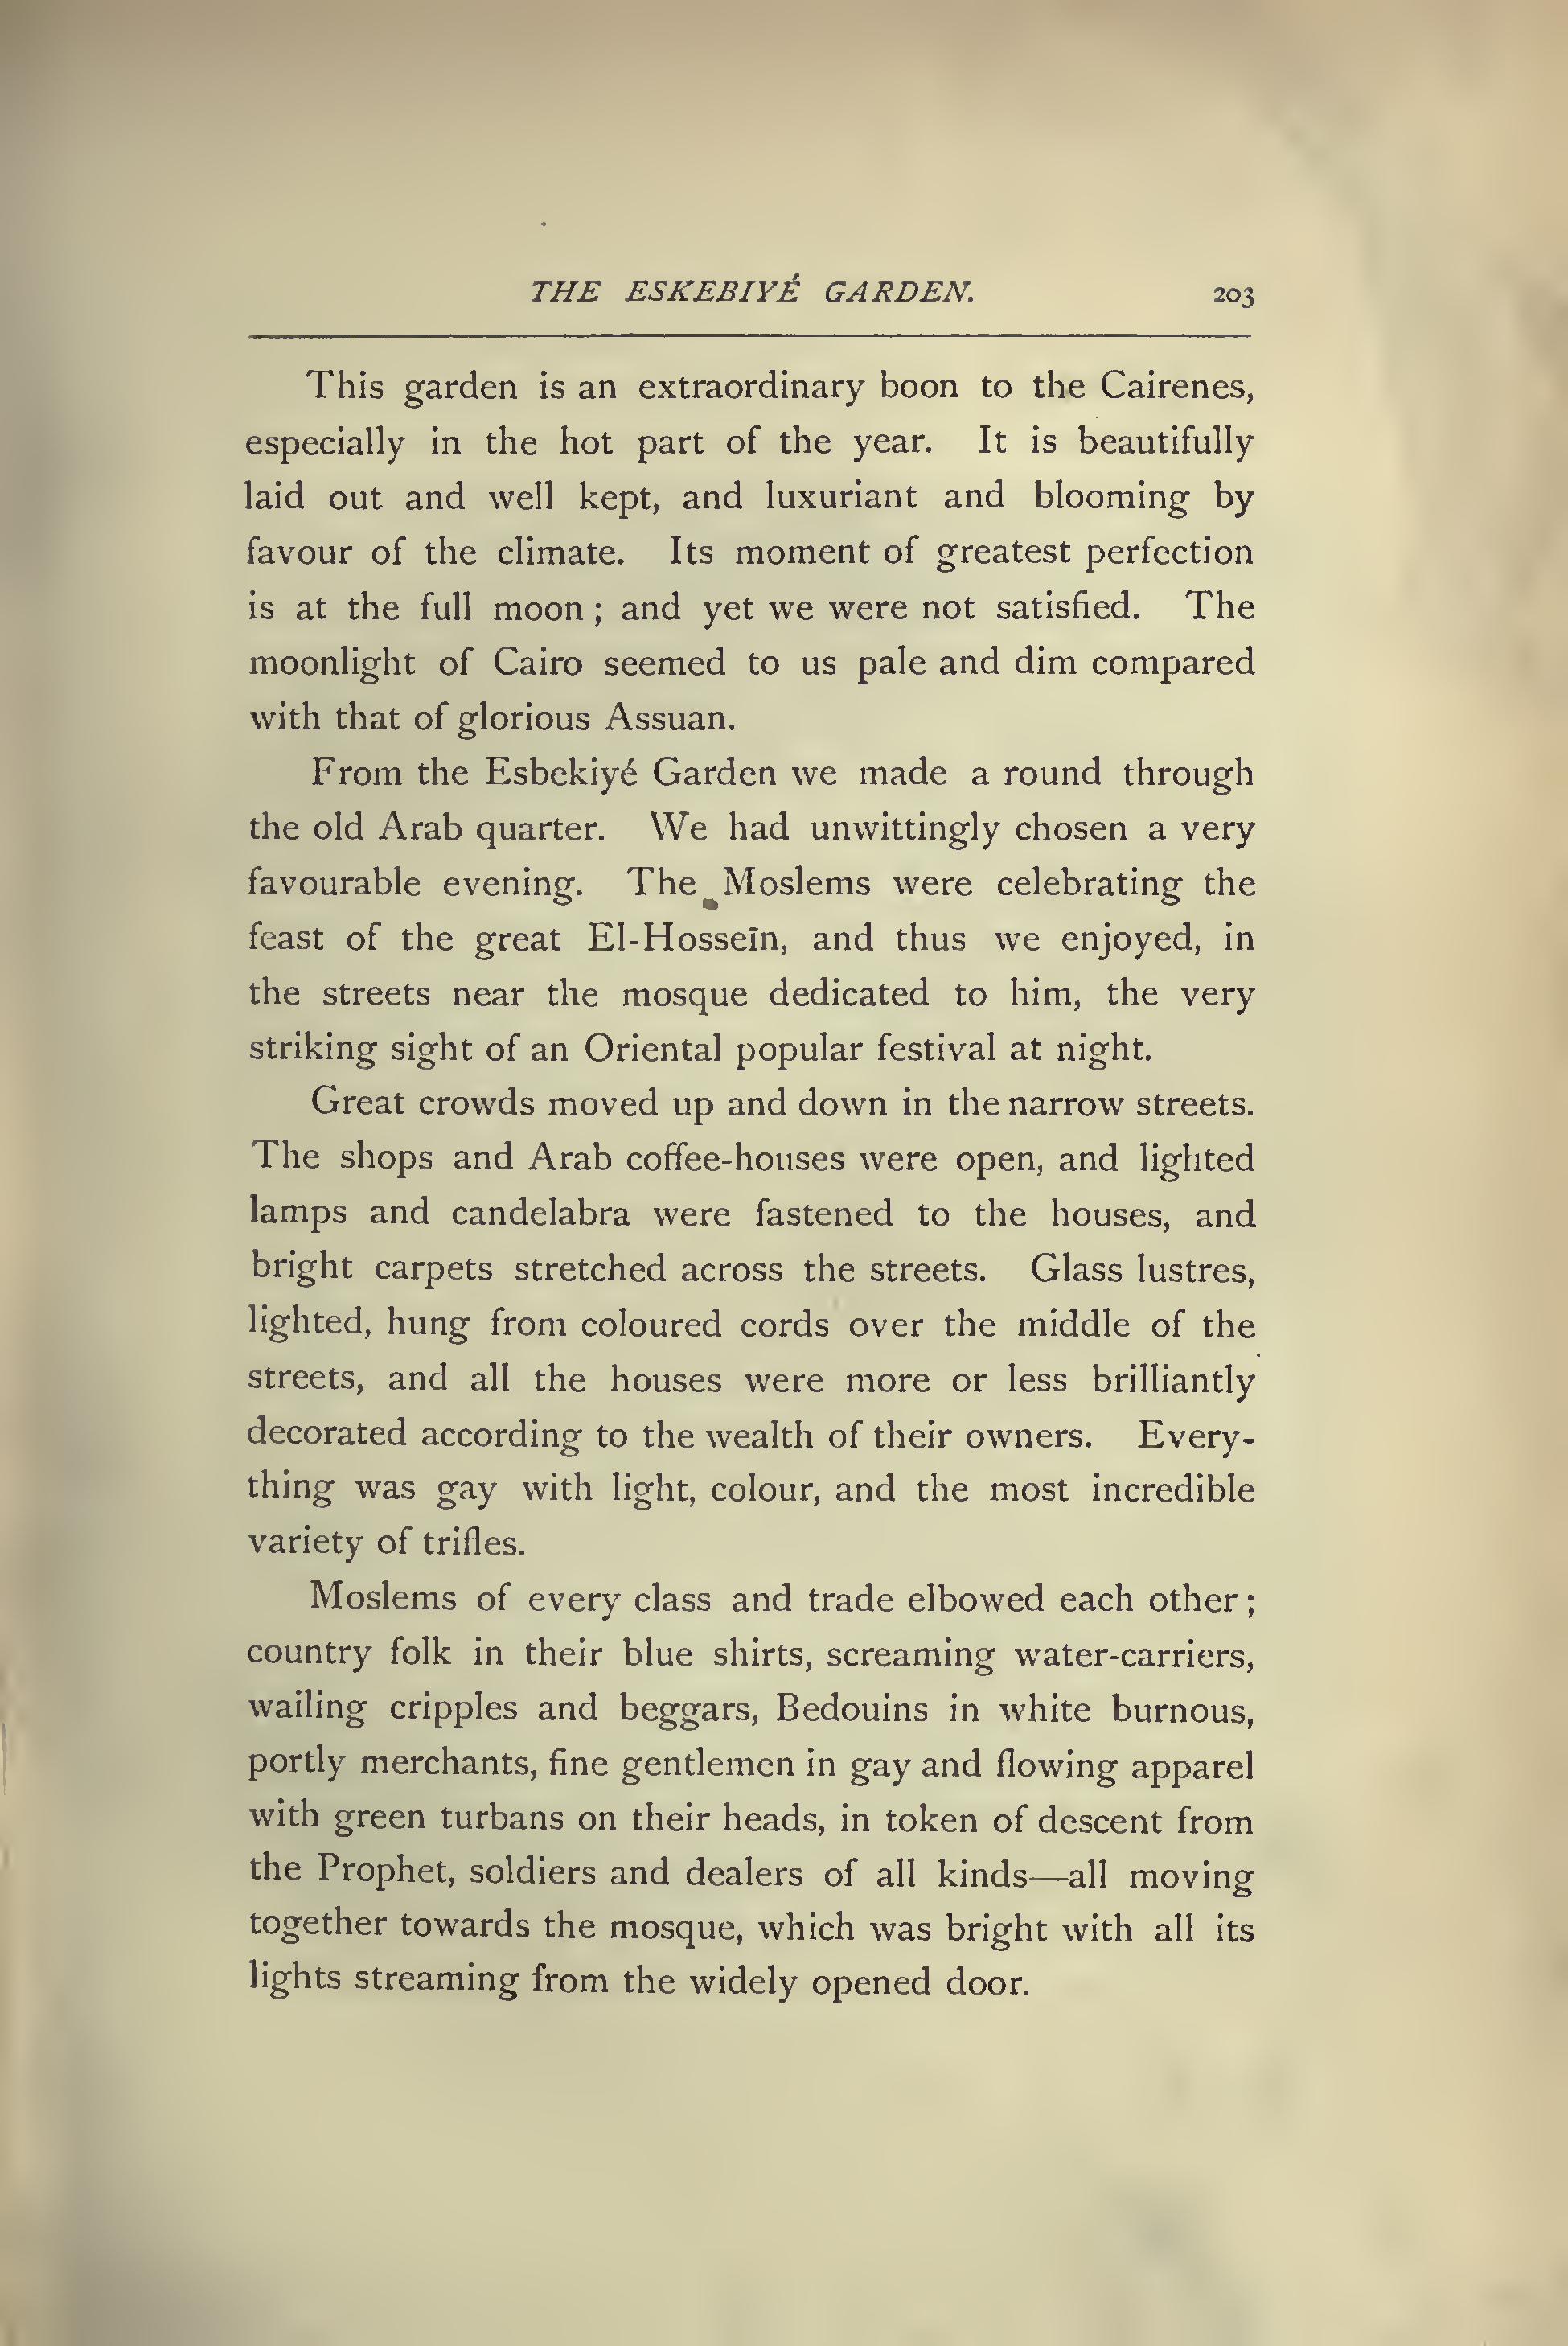 THE ESKEBIYÉ GARDEN. 203
This garden is an extraordinary boon to the Cairenes,
especially in the hot part of the year. It is beautifully
laid out and well kept, and luxuriant and blooming by
favour of the climate. Its moment of greatest perfection
is at the full moon; and yet we were not satisfied. The
moonlight of Cairo seemed to us pale and dim compared
with that of glorious Assuan.
From the Esbekiyé Garden we made a round through
the old Arab quarter. We had unwittingly chosen a very
favourable evening. The Moslems were celebrating the
feast of the great El-Hosseīn, and thus we enjoyed, in
the streets near the mosque dedicated to him, the very
striking sight of an Oriental popular festival at night.
Great crowds moved up and down in the narrow streets.
The shops and Arab coffee-houses were open, and lighted
lamps and candelabra were fastened to the houses, and
bright carpets stretched across the streets. Glass lustres,
lighted, hung from coloured cords over the middle of the
streets, and all the houses were more or less brilliantly
decorated according to the wealth of their owners. Every-
thing was gay with light, colour, and the most incredible
variety of trifles.
Moslems of every class and trade elbowed each other;
country folk in their blue shirts, screaming water-carriers,
wailing cripples and beggars, Bedouins in white burnous,
portly merchants, fine gentlemen in gay and flowing apparel
with green turbans on their heads, in token of descent from
the Prophet, soldiers and dealers of all kinds—all moving
together towards the mosque, which was bright with all its
lights streaming from the widely opened door.